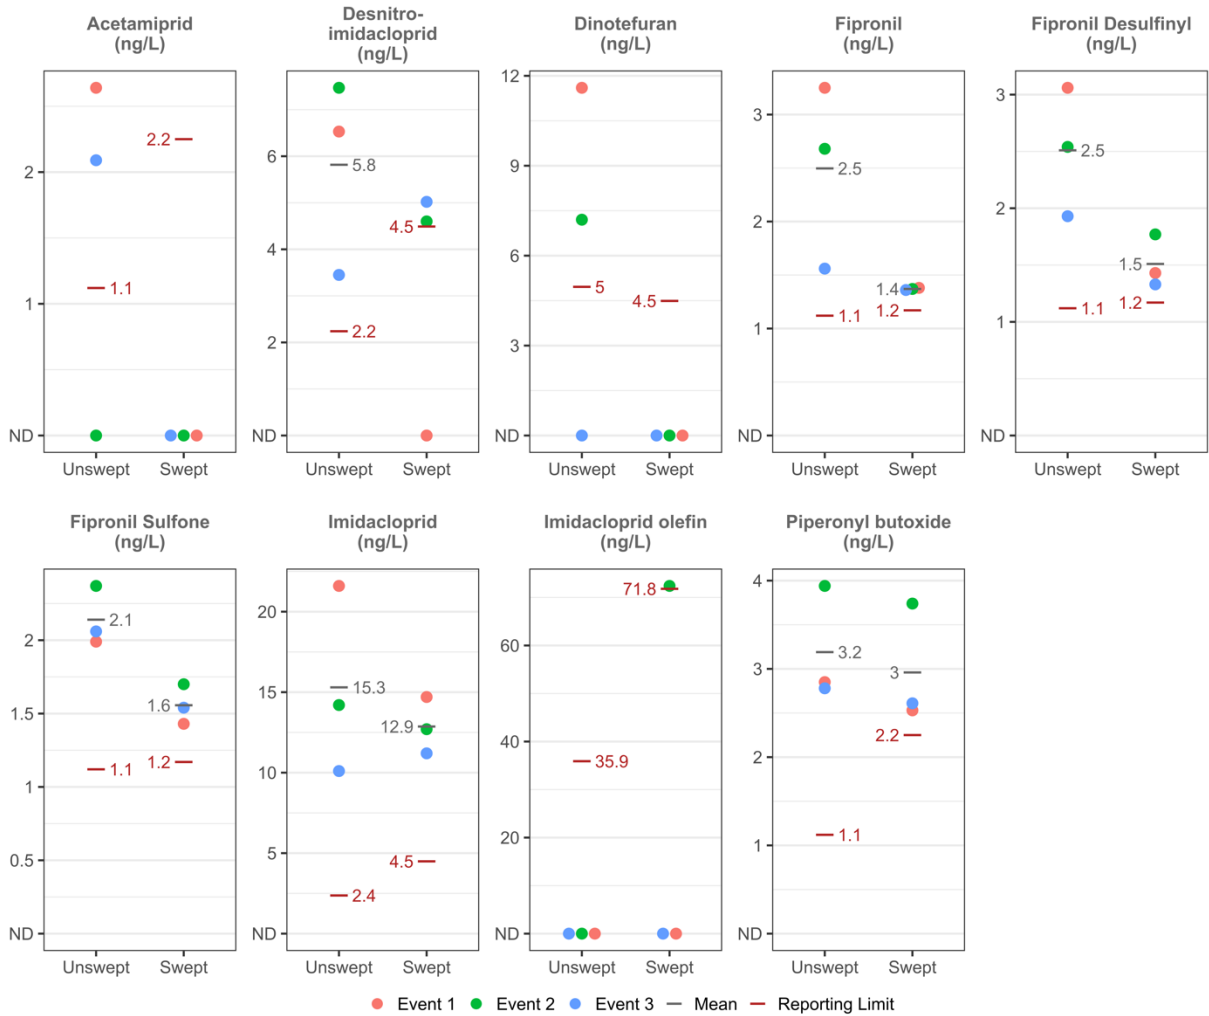 Acetamiprid
(ng/L)
2
1
ND
2.2
1.1
Unswept Swept
Desnitro-
imidacloprid
(ng/L)
6
4
2
ND
5.8
4.5
2.2
Unswept Swept
Dinotefuran
(ng/L)
12
9
6
3
ND
5
4.5
Unswept Swept
Fipronil
(ng/L)
3
2
1
ND
2.5
1.4
1.1
1.2
Unswept Swept
Fipronil Desulfinyl
(ng/L)
3
2
1
ND
2.5
1.5
1.1
1.2
Unswept Swept
Fipronil Sulfone
(ng/L)
2
1.5
1
0.5
ND
2.1
1.6
1.1
1.2
Unswept Swept
Imidacloprid
(ng/L)
20
15
10
5
ND
15.3
12.9
4.5
2.4
Unswept Swept
Imidacloprid olefin
(ng/L)
60
40
20
ND
71.8
35.9
Unswept Swept
Piperonyl butoxide
(ng/L)
4
3
2
1
ND
3.2
3
2.2
1.1
Unswept Swept
Event 1 Event 2 Event 3 Mean Reporting Limit